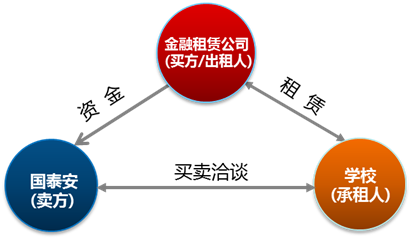 金融租赁公司
(买方/出租人)
资金
租赁
买卖洽谈
国泰安
(卖方)
学校
(承租人)